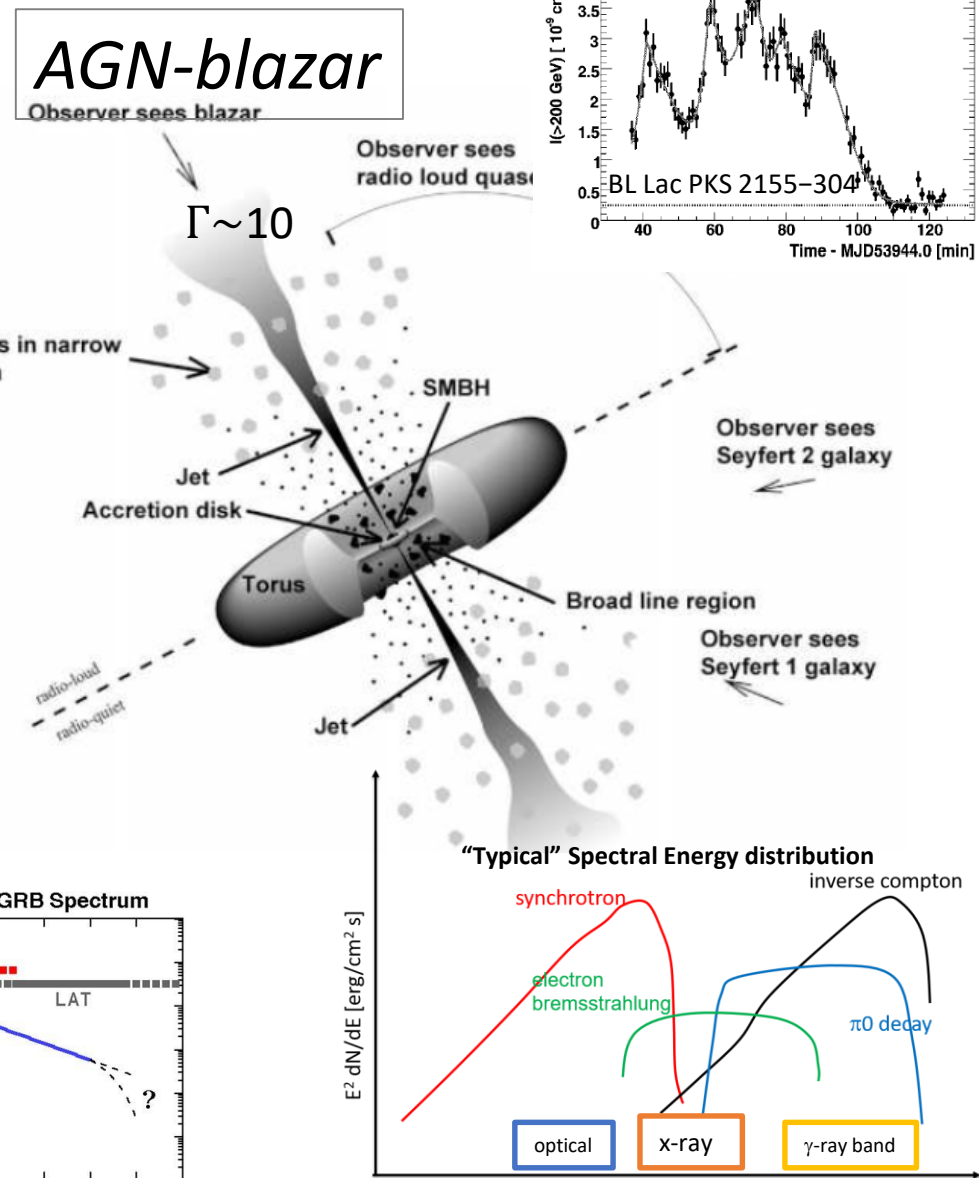 AGN-blazar
I(>200 GeV) [ 10⁻⁹ cm
3.5
3
2.5
2
1.5
1
0.5
0
BL Lac PKS 2155−304
40 60 80 100 120
Time - MJD53944.0 [min]
Observer sees blazar
Observer sees
radio loud quas
Γ~10
s in narrow
SMBH
Jet
Accretion disk
Observer sees
Seyfert 2 galaxy
Torus
Broad line region
Observer sees
Seyfert 1 galaxy
radio-loud
radio-quiet
Jet
GRB Spectrum
LAT
?
“Typical” Spectral Energy distribution
inverse compton
synchrotron
electron
bremsstrahlung
π0 decay
E² dN/dE [erg/cm² s]
optical
x-ray
γ-ray band